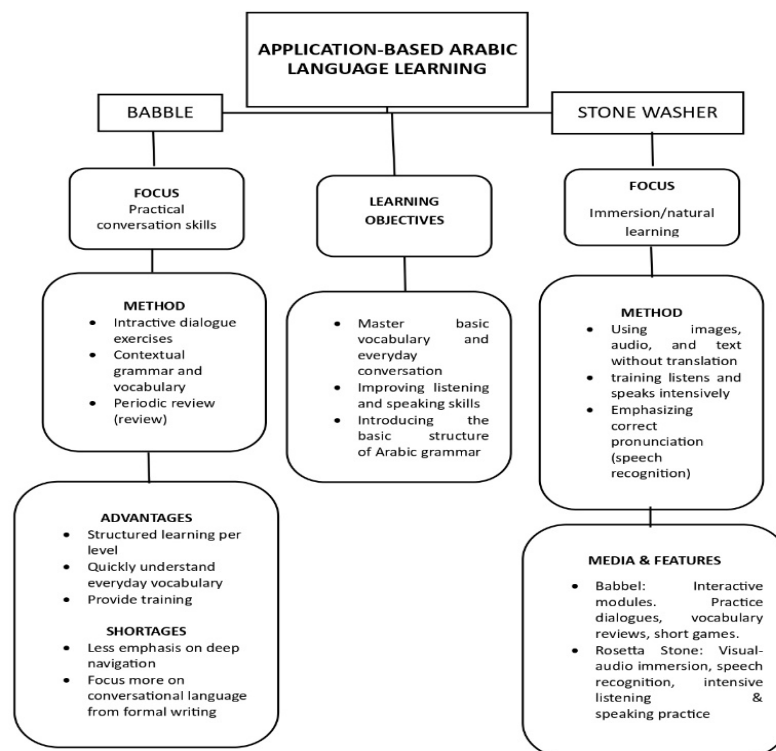 APPLICATION-BASED ARABIC
LANGUAGE LEARNING
BABBLE
FOCUS
Practical
conversation skills
METHOD
• Intractive dialogue
exercises
• Contextual
grammar and
vocabulary
• Periodic review
(review)
ADVANTAGES
• Structured learning per
level
• Quickly understand
everyday vocabulary
• Provide training
SHORTAGES
• Less emphasis on deep
navigation
• Focus more on
conversational language
from formal writing
LEARNING
OBJECTIVES
• Master basic
vocabulary and
everyday
conversation
• Improving listening
and speaking skills
• Introducing the
basic structure
of Arabic grammar
STONE WASHER
FOCUS
Immersion/natural
learning
METHOD
• Using images,
audio, and text
without translation
• training listens and
speaks intensively
• Emphasizing
correct
pronunciation
(speech
recognition)
MEDIA & FEATURES
• Babbel: Interactive
modules. Practice
dialogues, vocabulary
reviews, short games.
• Rosetta Stone: Visual-
audio immersion, speech
recognition, intensive
listening &
speaking practice